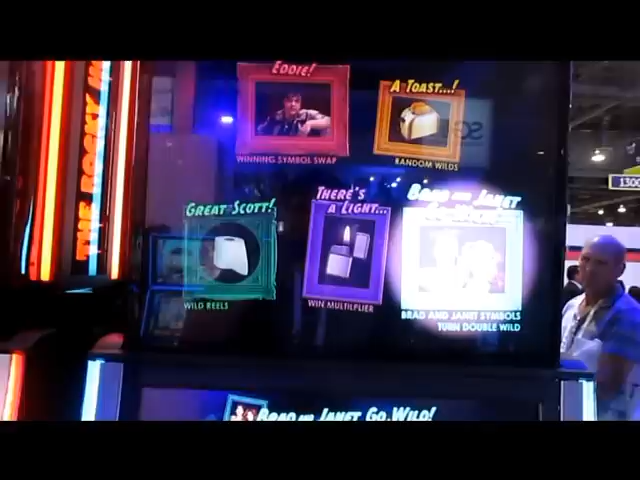 THE ROCKY H
EDDIE!
WINNING SYMBOL SWAP
A TOAST...!
RANDOM WILDS
GREAT SCOTT!
WILD REELS
THERE'S
A LIGHT...
WIN MULTIPLIER
BRAD AND JANET
BRAD AND JANET SYMBOLS
TURN DOUBLE WILD
1300
BRAD AND JANET GO WILD!